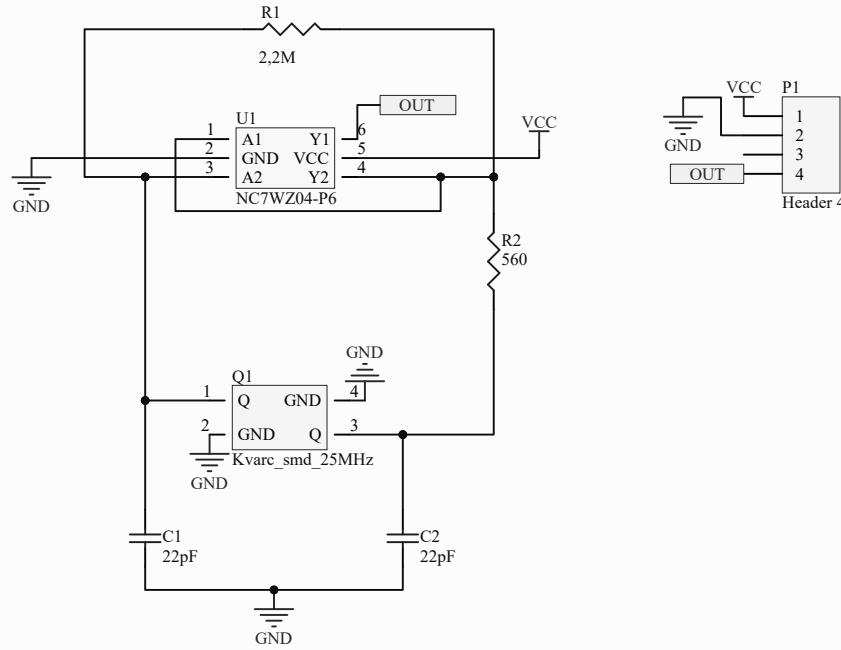 R1
2,2M
U1
OUT
1 A1 Y1 6
2 GND VCC 5
3 A2 Y2 4
NC7WZ04-P6
GND
VCC
VCC
P1
1
2
3
4
GND
OUT
Header 4
R2
560
GND
Q1
1 Q GND 4
2 GND Q 3
GND
Kvarc_smd_25MHz
C1
22pF
C2
22pF
GND